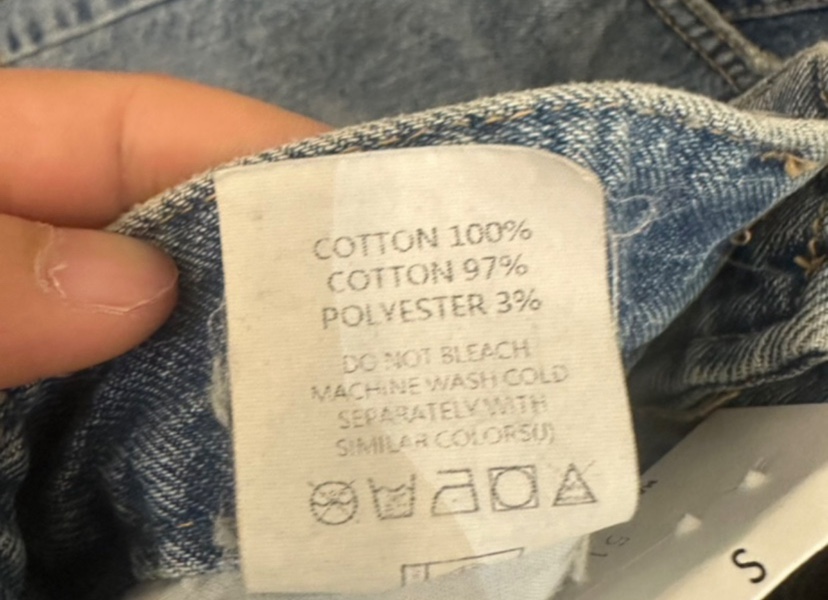 COTTON 100%
COTTON 97%
POLYESTER 3%
DO NOT BLEACH
MACHINE WASH COLD
SEPARATELY WITH
SIMILAR COLORS(J)
S